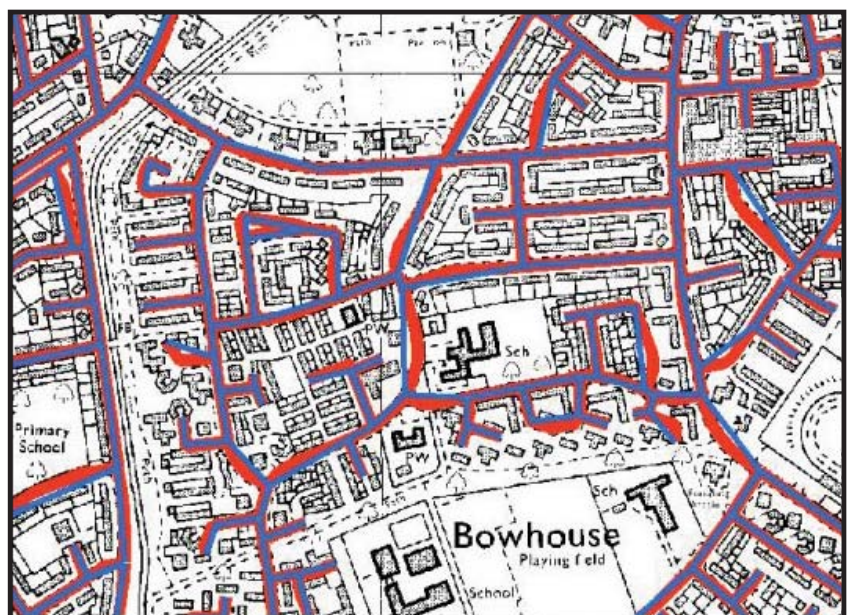 PW
Sch
Primary
School
PW
Sch
Bowhouse
Playing field
School